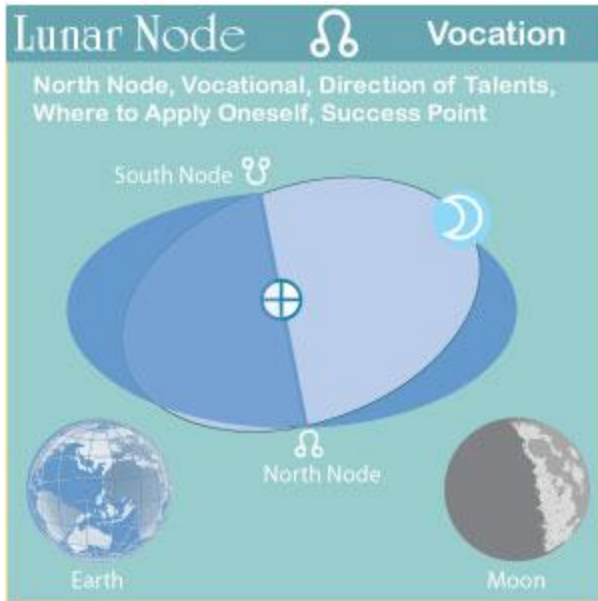 Lunar Node ☊ Vocation
North Node, Vocational, Direction of Talents,
Where to Apply Oneself, Success Point
South Node ☋
☊
North Node
Earth
Moon